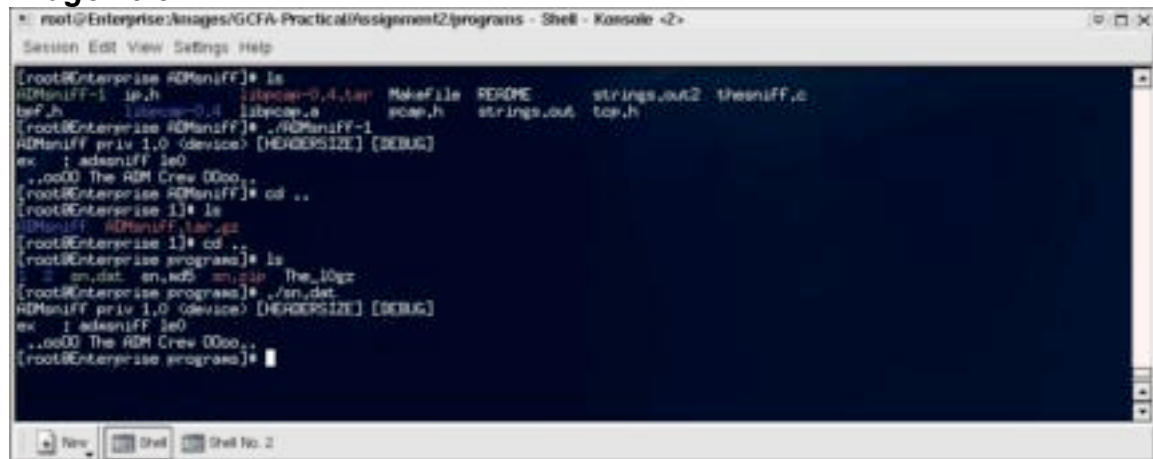 root@Enterprise:/images/GCFA-Practical/Assignment2/programs - Shell - Konsole <2>
Session Edit View Settings Help
[root@Enterprise ADMsniff]# ls
ADMsniff-1 ip.h libpcap-0.4.tar Makefile README strings.out2 thesniff.c
bpf.h libpcap-0.4 libpcap.a pcap.h strings.out tcp.h
[root@Enterprise ADMsniff]# ./ADMsniff-1
ADMsniff priv 1.0 <device> [HEADERSIZE] [DEBUG]
ex : admsniff le0
..ooOO The ADM Crew OOoo..
[root@Enterprise ADMsniff]# cd ..
[root@Enterprise 1]# ls
ADMsniff ADMsniff.tar.gz
[root@Enterprise 1]# cd ..
[root@Enterprise programs]# ls
1 2 sn.dat sn.md5 sn.zip The_l0gz
[root@Enterprise programs]# ./sn.dat
ADMsniff priv 1.0 <device> [HEADERSIZE] [DEBUG]
ex : admsniff le0
..ooOO The ADM Crew OOoo..
[root@Enterprise programs]#
New Shell Shell No. 2